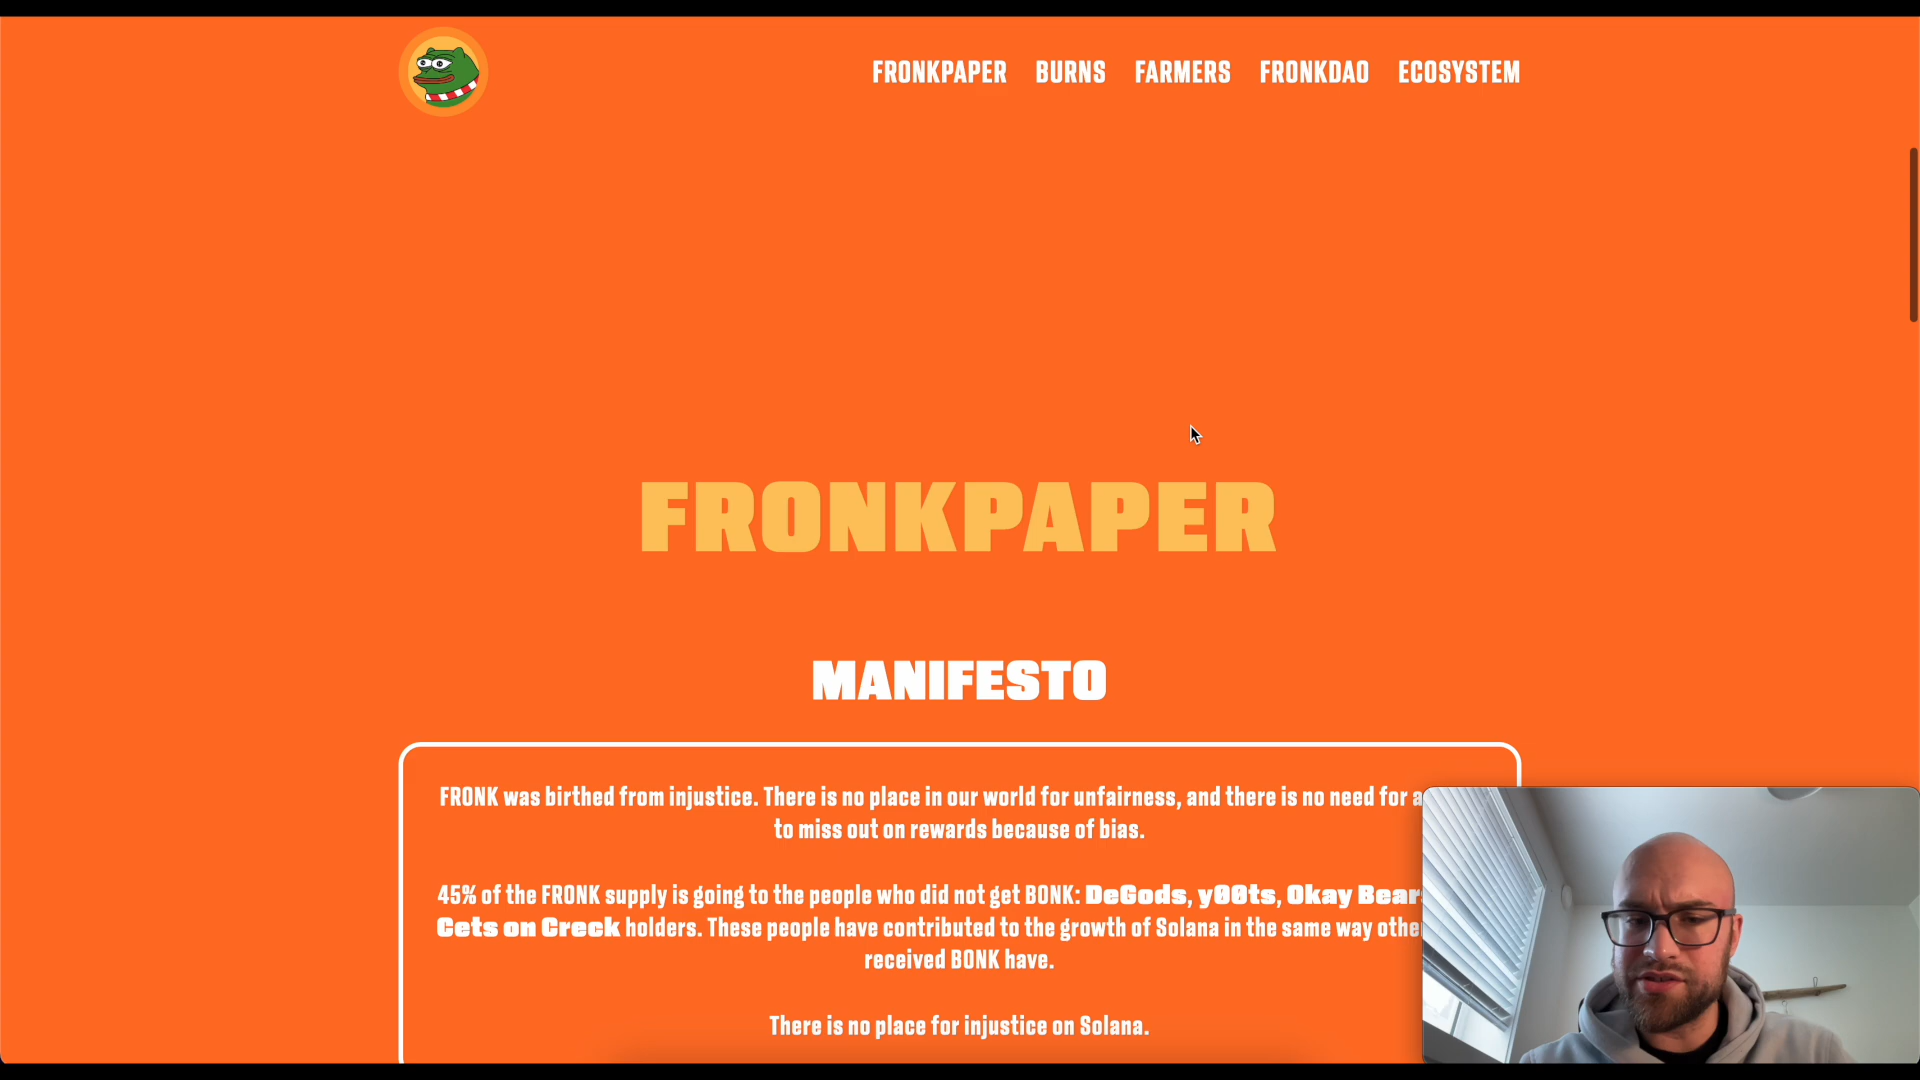 FRONKPAPER BURNS FARMERS FRONKDAO ECOSYSTEM
FRONKPAPER
MANIFESTO
FRONK was birthed from injustice. There is no place in our world for unfairness, and there is no need for
to miss out on rewards because of bias.
45% of the FRONK supply is going to the people who did not get BONK: DeGods, y00ts, Okay
Cets on Creck holders. These people have contributed to the growth of Solana in the same way
received BONK have.
There is no place for injustice on Solana.